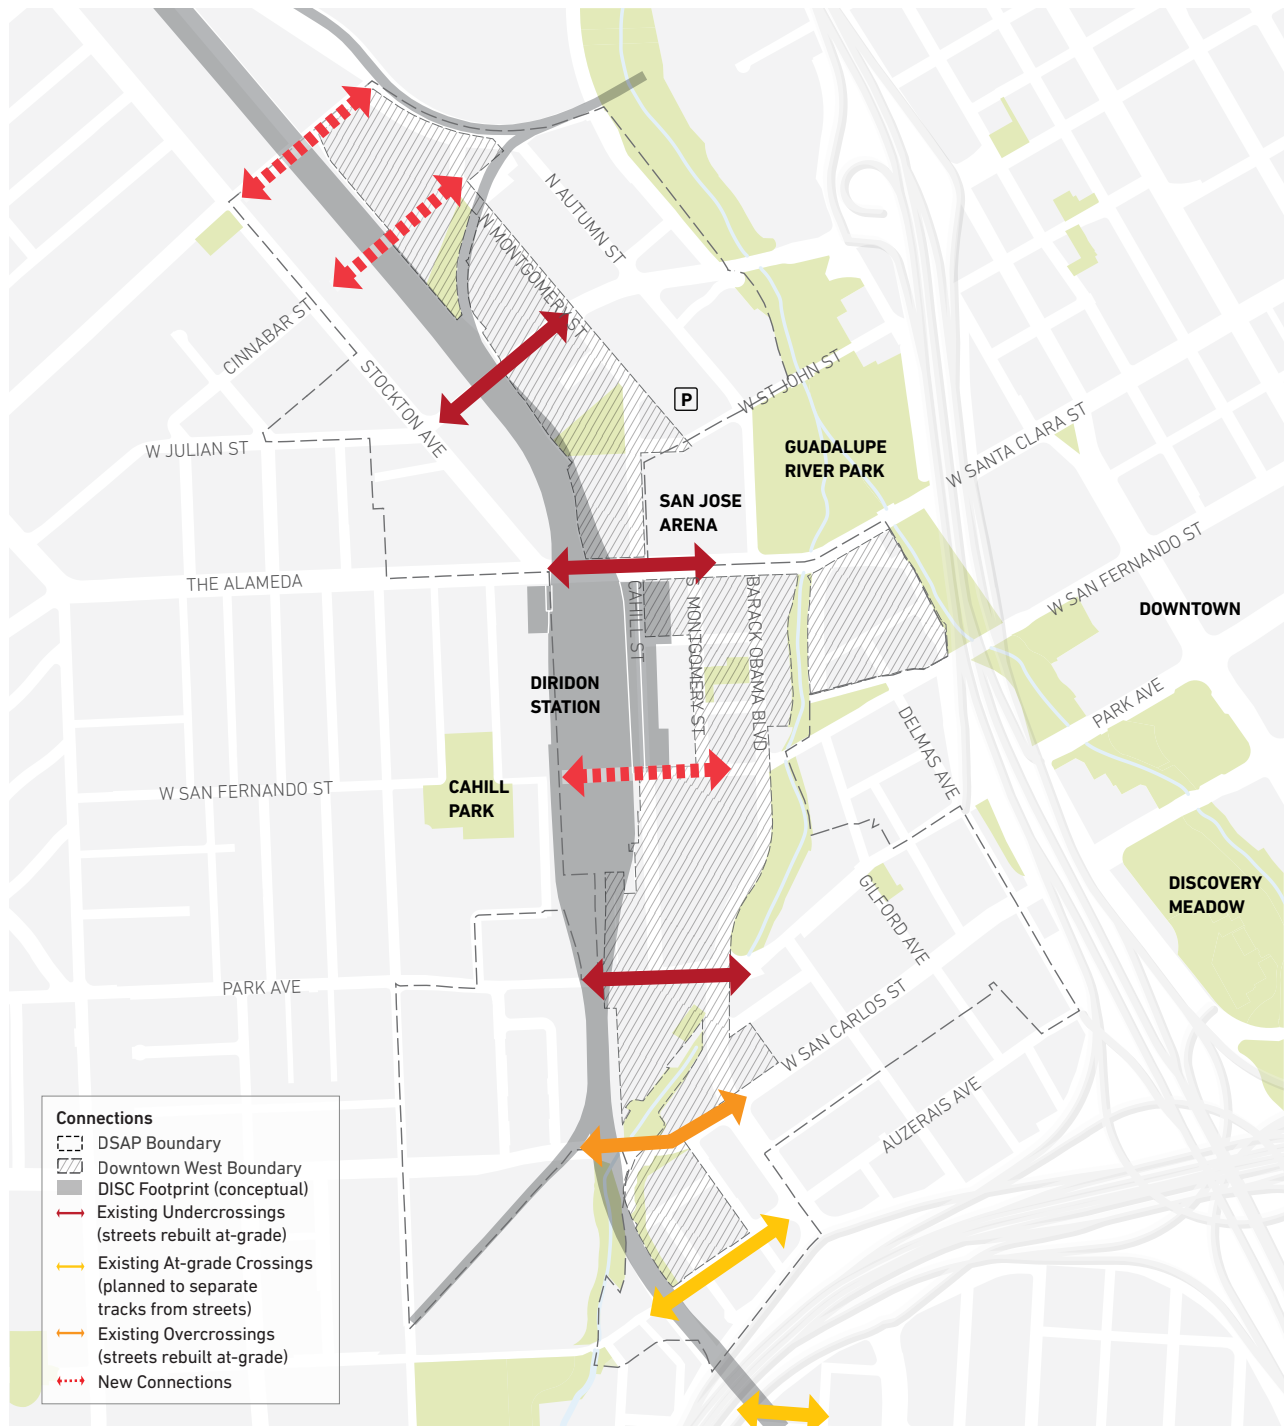 N AUTUMN ST
N MONTGOMERY ST
CINNABAR ST
STOCKTON AVE
P
W ST JOHN ST
W JULIAN ST
GUADALUPE
RIVER PARK
W SANTA CLARA ST
SAN JOSE
ARENA
THE ALAMEDA
CAHILL ST
S. MONTGOMERY ST
BARACK OBAMA BLVD
W SAN FERNANDO ST
DOWNTOWN
DIRIDON
STATION
PARK AVE
DELMAS AVE
W SAN FERNANDO ST
CAHILL
PARK
GILFORD AVE
DISCOVERY
MEADOW
PARK AVE
W SAN CARLOS ST
AUZERAIS AVE
Connections
DSAP Boundary
Downtown West Boundary
DISC Footprint (conceptual)
Existing Undercrossings
(streets rebuilt at-grade)
Existing At-grade Crossings
(planned to separate
tracks from streets)
Existing Overcrossings
(streets rebuilt at-grade)
New Connections